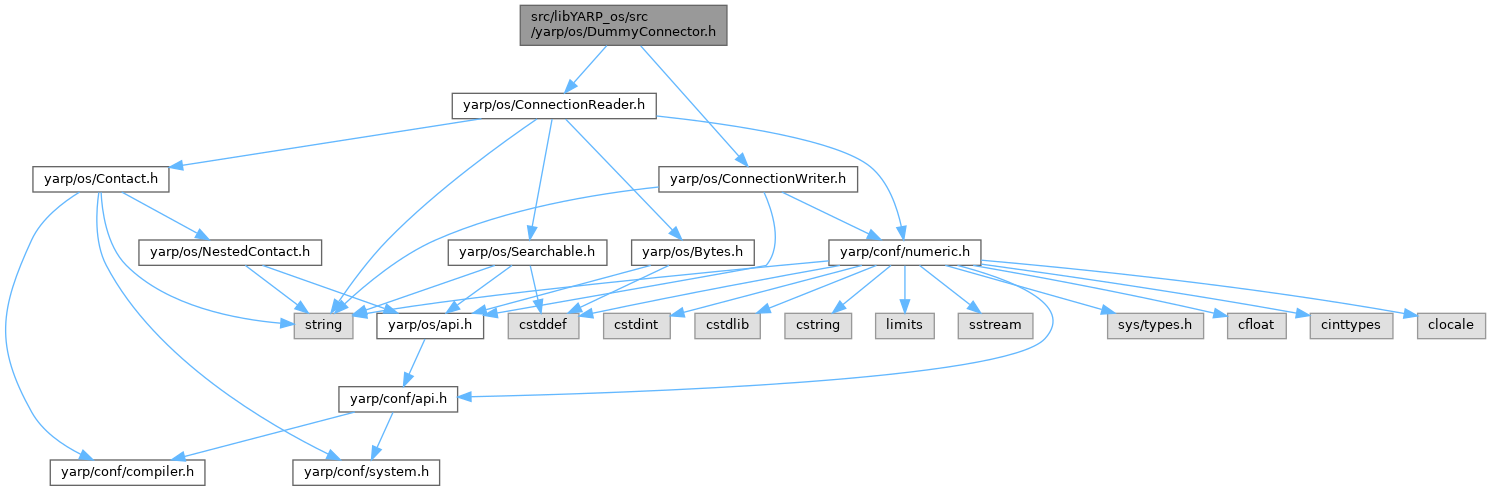 src/libYARP_os/src
/yarp/os/DummyConnector.h
yarp/os/ConnectionReader.h
yarp/os/Contact.h
yarp/os/ConnectionWriter.h
yarp/os/NestedContact.h
yarp/os/Searchable.h
yarp/os/Bytes.h
yarp/conf/numeric.h
string
yarp/os/api.h
cstddef
cstdint
cstdlib
cstring
limits
sstream
sys/types.h
cfloat
cinttypes
clocale
yarp/conf/api.h
yarp/conf/compiler.h
yarp/conf/system.h